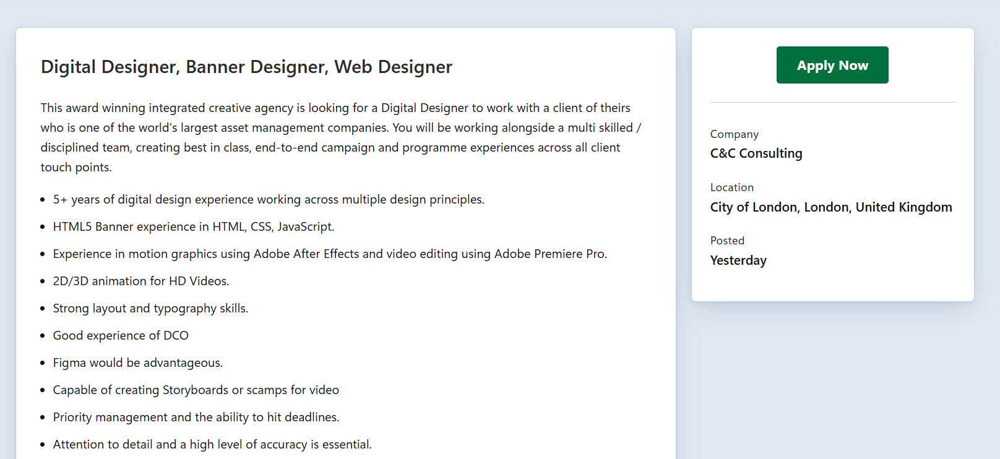 Digital Designer, Banner Designer, Web Designer
This award winning integrated creative agency is looking for a Digital Designer to work with a client of theirs
who is one of the world’s largest asset management companies. You will be working alongside a multi skilled /
disciplined team, creating best in class, end-to-end campaign and programme experiences across all client
touch points.
• 5+ years of digital design experience working across multiple design principles.
• HTML5 Banner experience in HTML, CSS, JavaScript.
• Experience in motion graphics using Adobe After Effects and video editing using Adobe Premiere Pro.
• 2D/3D animation for HD Videos.
• Strong layout and typography skills.
• Good experience of DCO
• Figma would be advantageous.
• Capable of creating Storyboards or scamps for video
• Priority management and the ability to hit deadlines.
• Attention to detail and a high level of accuracy is essential.
Apply Now
Company
C&C Consulting
Location
City of London, London, United Kingdom
Posted
Yesterday